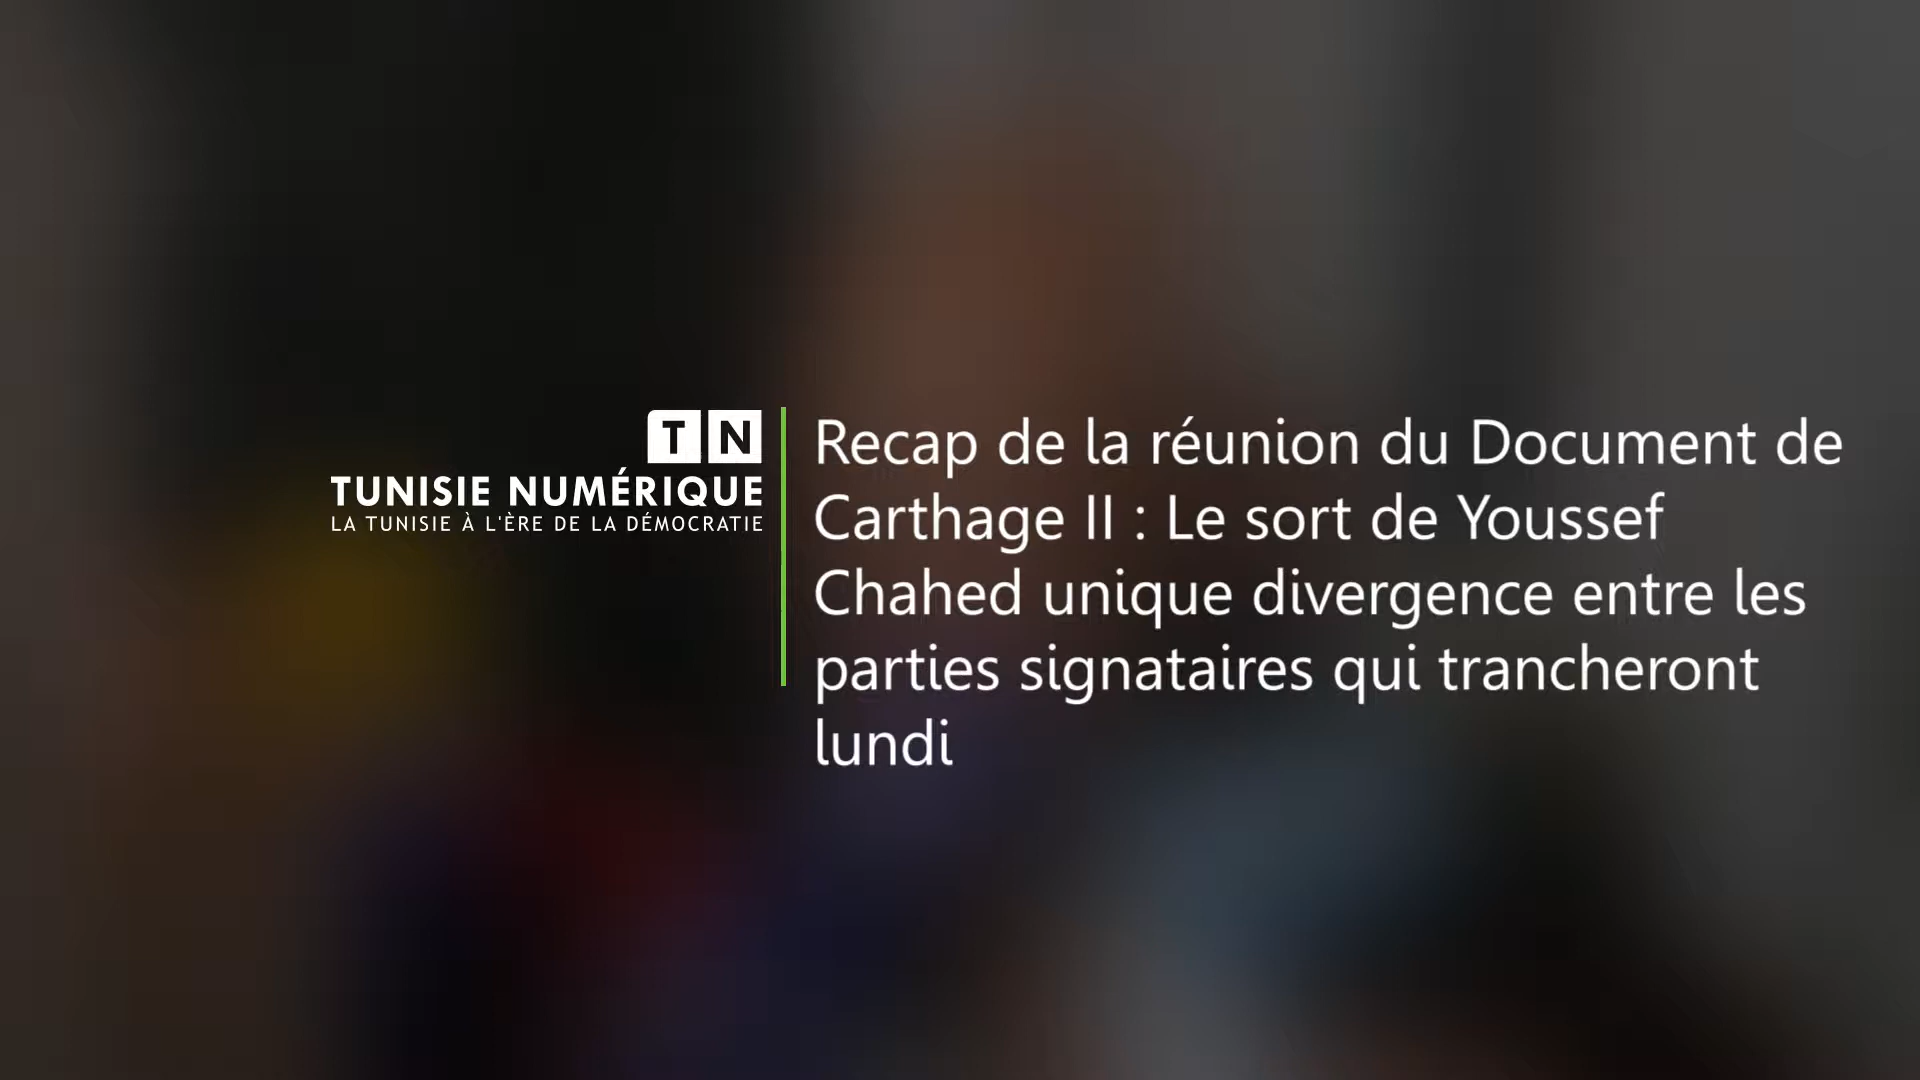 TN
TUNISIE NUMÉRIQUE
LA TUNISIE À L'ÈRE DE LA DÉMOCRATIE
Recap de la réunion du Document de
Carthage II : Le sort de Youssef
Chahed unique divergence entre les
parties signataires qui trancheront
lundi